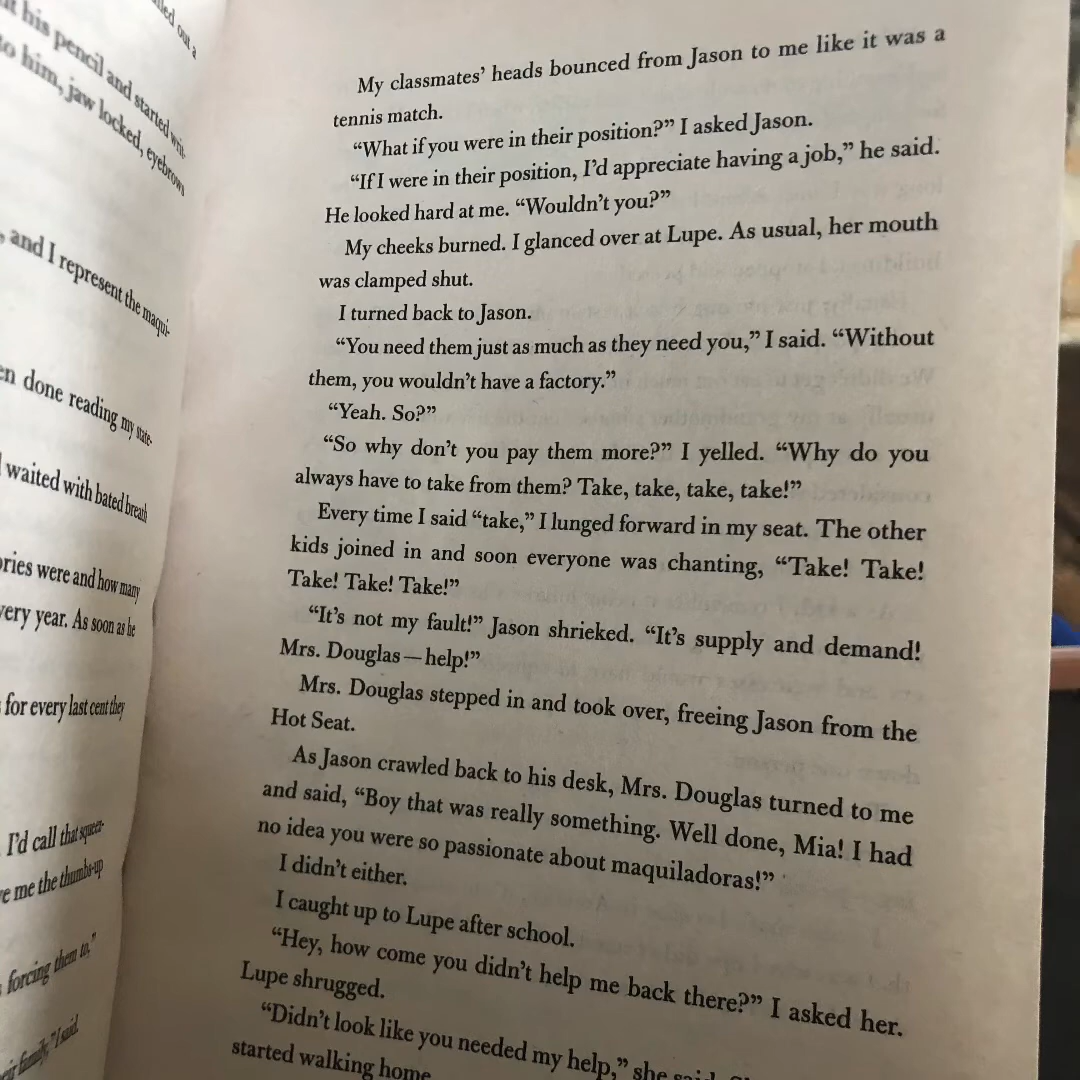 lled out a
his pencil and started writ-
to him, jaw locked, eyebrows
, and I represent the maqui-
en done reading my state-
waited with bated breath
ories were and how many
very year. As soon as he
for every last cent they
I'd call that squeez-
ve me the thumbs-up
forcing them to,"
eir family," I said.
My classmates' heads bounced from Jason to me like it was a
tennis match.
"What if you were in their position?" I asked Jason.
"If I were in their position, I'd appreciate having a job," he said.
He looked hard at me. "Wouldn't you?"
My cheeks burned. I glanced over at Lupe. As usual, her mouth
was clamped shut.
I turned back to Jason.
"You need them just as much as they need you," I said. "Without
them, you wouldn't have a factory."
"Yeah. So?"
"So why don't you pay them more?" I yelled. "Why do you
always have to take from them? Take, take, take, take!"
Every time I said "take," I lunged forward in my seat. The other
kids joined in and soon everyone was chanting, "Take! Take!
Take! Take! Take!"
"It's not my fault!" Jason shrieked. "It's supply and demand!
Mrs. Douglas—help!"
Mrs. Douglas stepped in and took over, freeing Jason from the
Hot Seat.
As Jason crawled back to his desk, Mrs. Douglas turned to me
and said, "Boy that was really something. Well done, Mia! I had
no idea you were so passionate about maquiladoras!"
I didn't either.
I caught up to Lupe after school.
"Hey, how come you didn't help me back there?" I asked her.
Lupe shrugged.
"Didn't look like you needed my help," she said.
started walking home